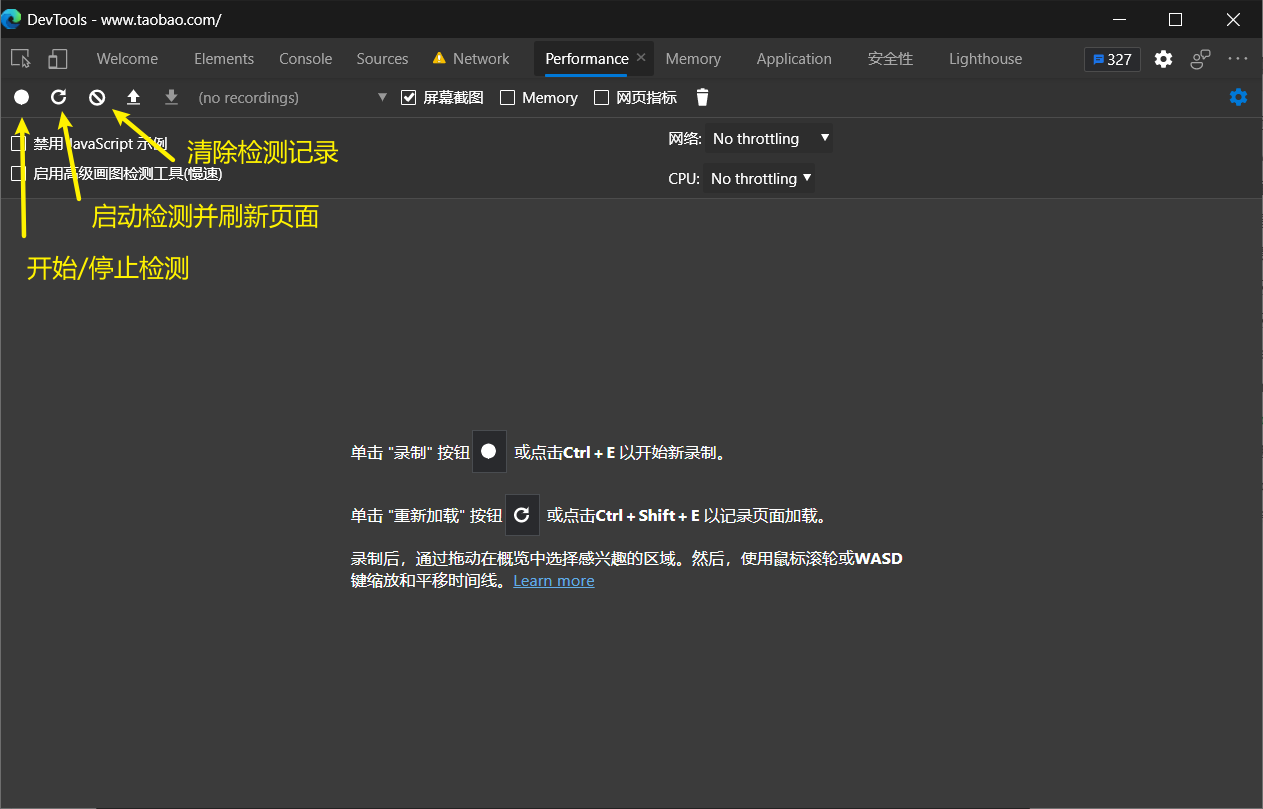 DevTools - www.taobao.com/
Welcome Elements Console Sources Network Performance Memory Application 安全性 Lighthouse 327
(no recordings) 屏幕截图 Memory 网页指标
禁用 JavaScript 示例 网络: No throttling
清除检测记录
启用高级画图检测工具(慢速) CPU: No throttling
启动检测并刷新页面
开始/停止检测
单击 "录制" 按钮 或点击Ctrl + E 以开始新录制。
单击 "重新加载" 按钮 或点击Ctrl + Shift + E 以记录页面加载。
录制后，通过拖动在概览中选择感兴趣的区域。然后，使用鼠标滚轮或WASD
键缩放和平移时间线。Learn more